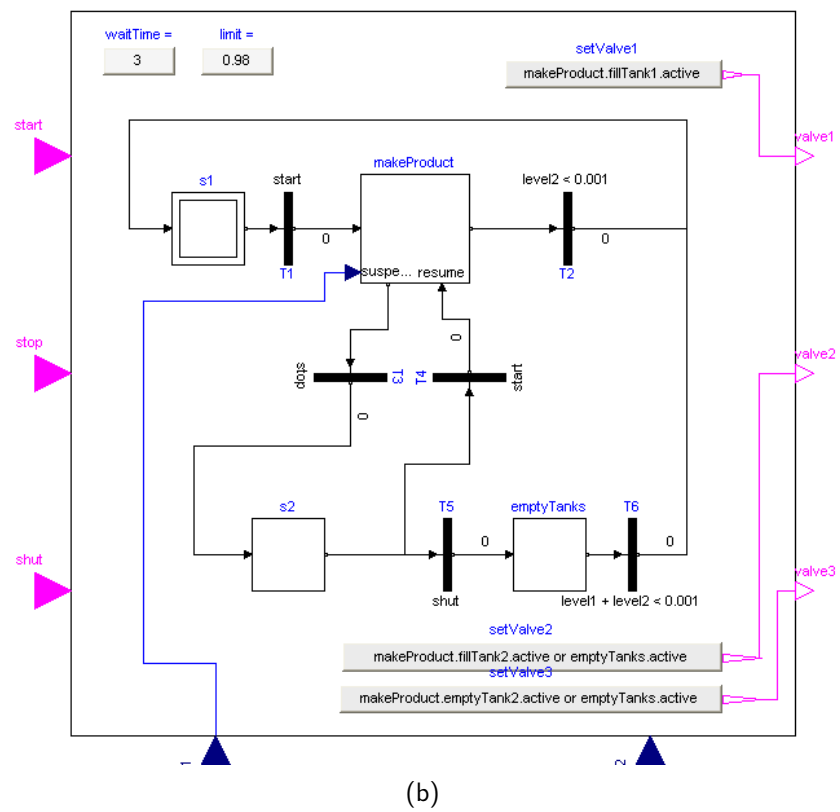 waitTime =
limit =
3
0.98
setValve1
makeProduct.fillTank1.active
start
valve1
s1
start
makeProduct
level2 < 0.001
0
0
T1
suspe...
resume
T2
0
stop
valve2
stop
T3
T4
start
0
s2
T5
emptyTanks
T6
0
0
shut
valve3
shut
level1 + level2 < 0.001
setValve2
makeProduct.fillTank2.active or emptyTanks.active
setValve3
makeProduct.emptyTank2.active or emptyTanks.active
1
2
(b)